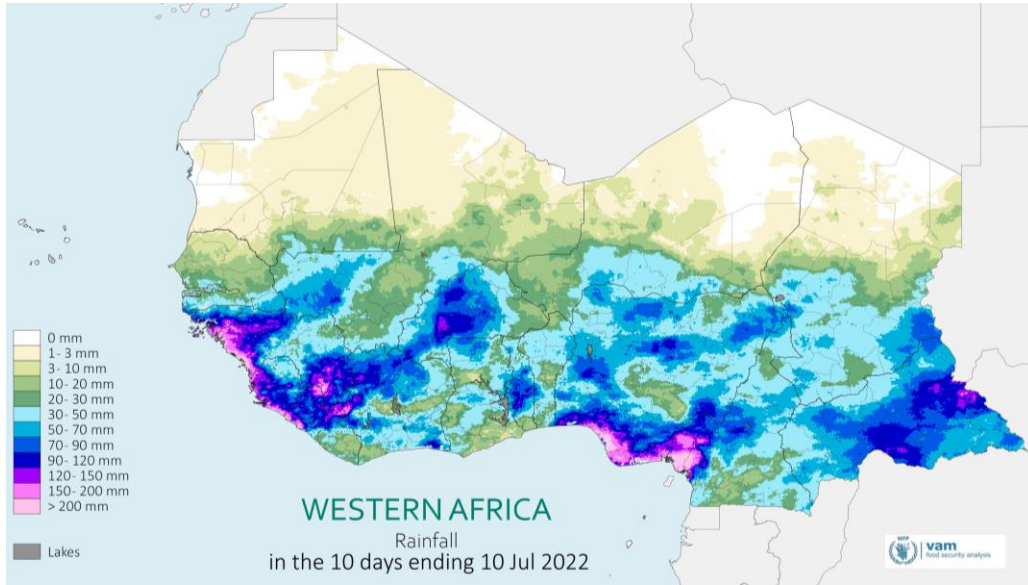 0 mm
1- 3 mm
3- 10 mm
10- 20 mm
20- 30 mm
30- 50 mm
50- 70 mm
70- 90 mm
90- 120 mm
120- 150 mm
150- 200 mm
> 200 mm
Lakes
WESTERN AFRICA
Rainfall
in the 10 days ending 10 Jul 2022
WFP
vam
food security analysis